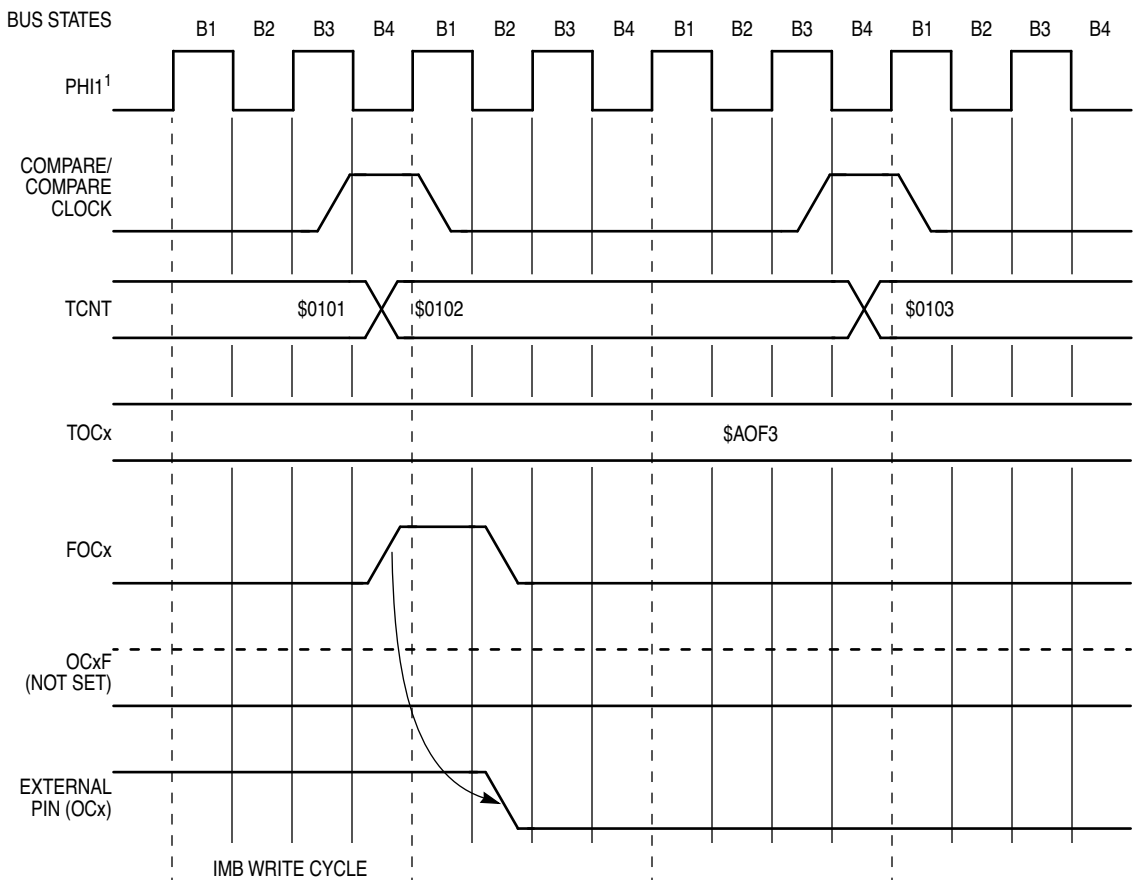 BUS STATES
B1 B2 B3 B4 B1 B2 B3 B4 B1 B2 B3 B4 B1 B2 B3 B4
PHI1¹
COMPARE/
COMPARE
CLOCK
TCNT $0101 $0102 $0103
TOCx $AOF3
FOCx
OCxF
(NOT SET)
EXTERNAL
PIN (OCx)
IMB WRITE CYCLE